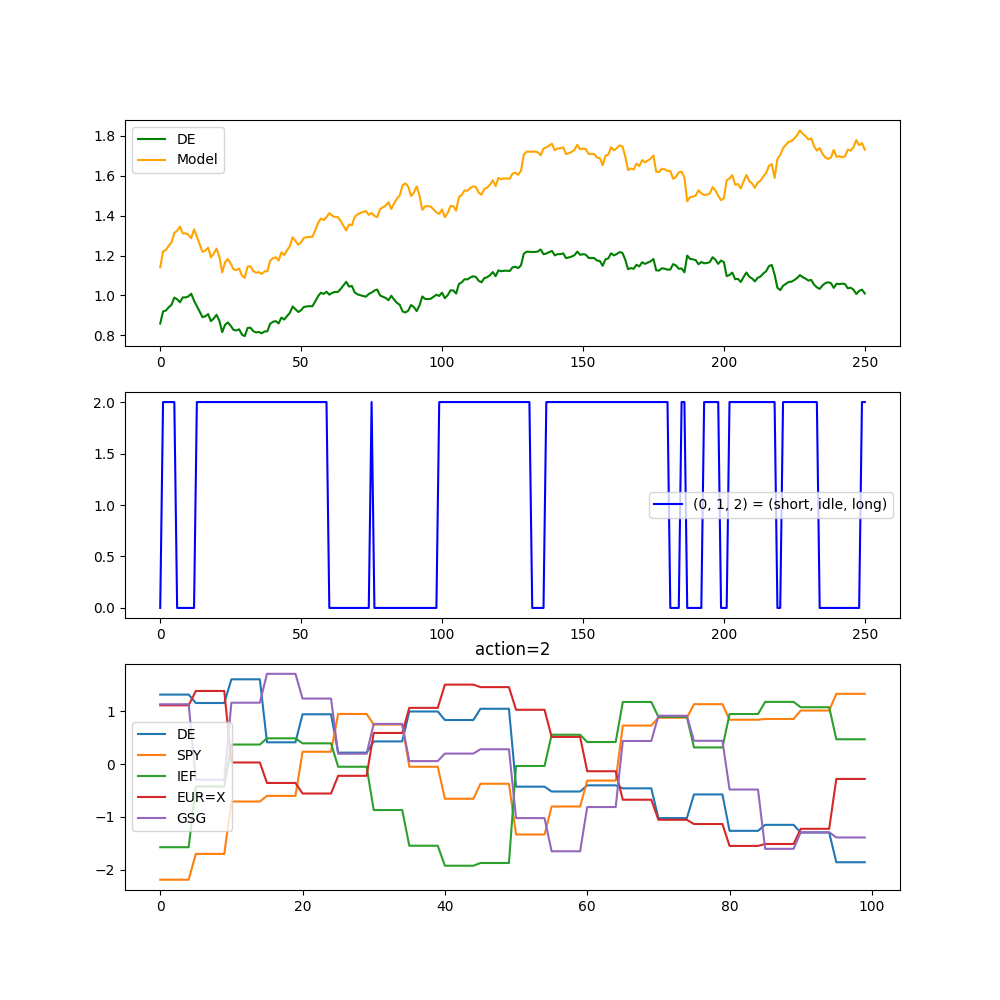 DE
Model
1.8
1.6
1.4
1.2
1.0
0.8
0 50 100 150 200 250
2.0
1.5
1.0
0.5
0.0
(0, 1, 2) = (short, idle, long)
0 50 100 150 200 250
action=2
1
0
−1
−2
DE
SPY
IEF
EUR=X
GSG
0 20 40 60 80 100